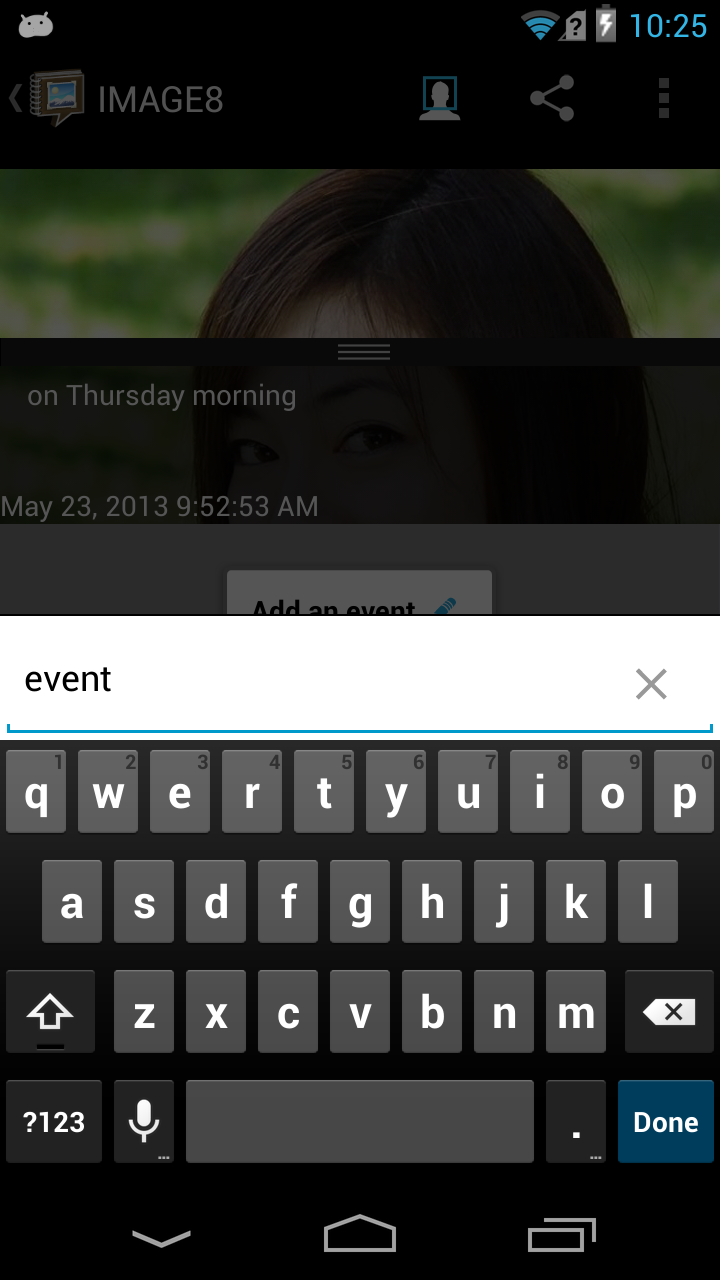 10:25
IMAGE8
on Thursday morning
May 23, 2013 9:52:53 AM
Add an event
event
1 2 3 4 5 6 7 8 9 0
q w e r t y u i o p
a s d f g h j k l
z x c v b n m
?123 . Done